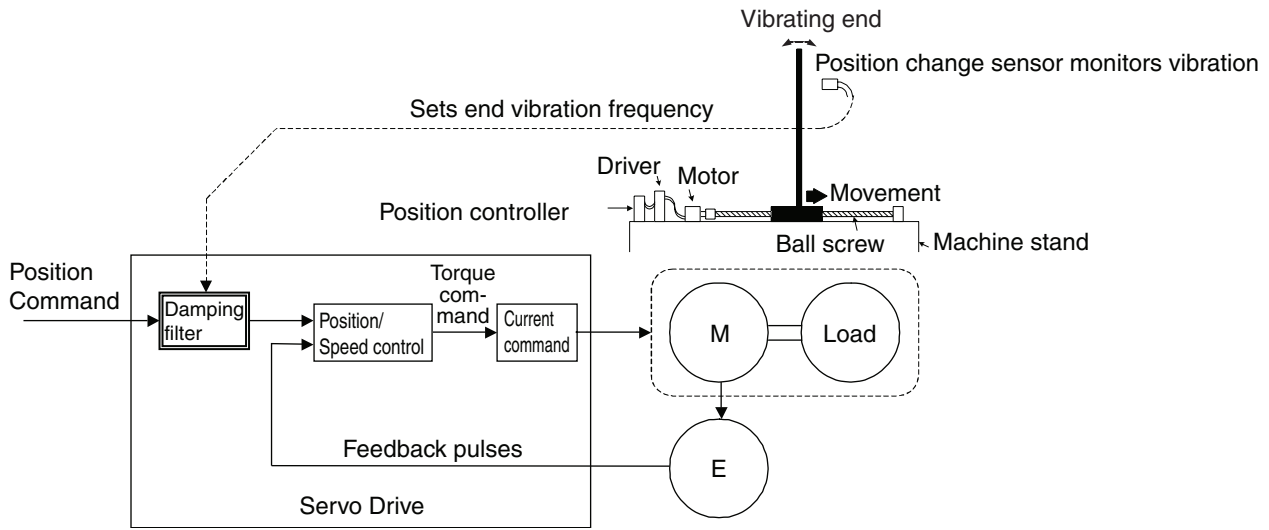 Vibrating end
Position change sensor monitors vibration
Sets end vibration frequency
Driver
Motor
Movement
Position controller
Ball screw
Machine stand
Position
Command
Damping
filter
Position/
Speed control
Torque
com-
mand
Current
command
M
Load
Feedback pulses
E
Servo Drive